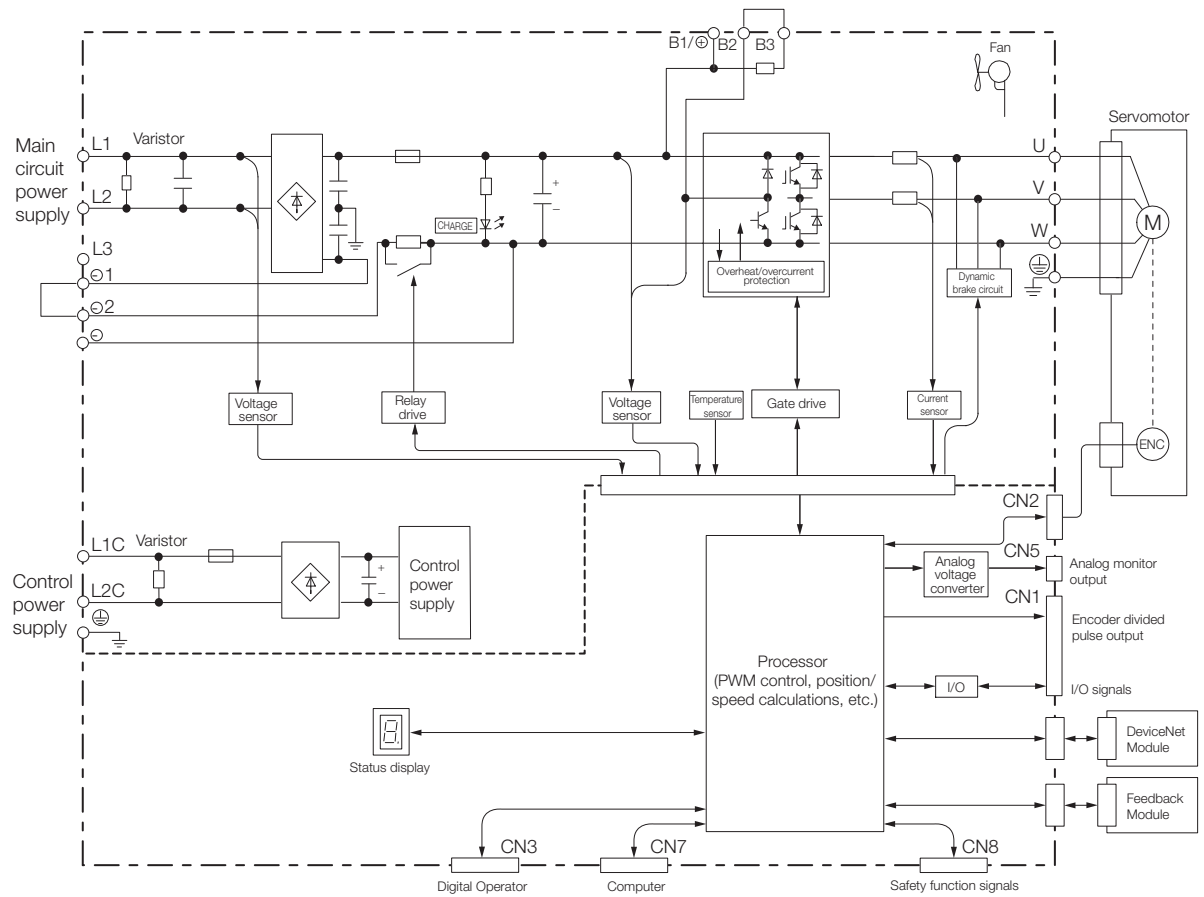 B1/⊕ B2 B3
Fan
Servomotor
Main
circuit
power
supply
L1
Varistor
L2
L3
⊖1
⊖2
⊖
CHARGE
+
−
Overheat/overcurrent
protection
U
V
W
M
Dynamic
brake circuit
Voltage
sensor
Relay
drive
Voltage
sensor
Temperature
sensor
Gate drive
Current
sensor
ENC
CN2
Control
power
supply
L1C
Varistor
L2C
+
−
Control
power
supply
Processor
(PWM control, position/
speed calculations, etc.)
Analog
voltage
converter
CN5
Analog monitor
output
CN1
Encoder divided
pulse output
I/O
I/O signals
8.
Status display
DeviceNet
Module
Feedback
Module
CN3
Digital Operator
CN7
Computer
CN8
Safety function signals